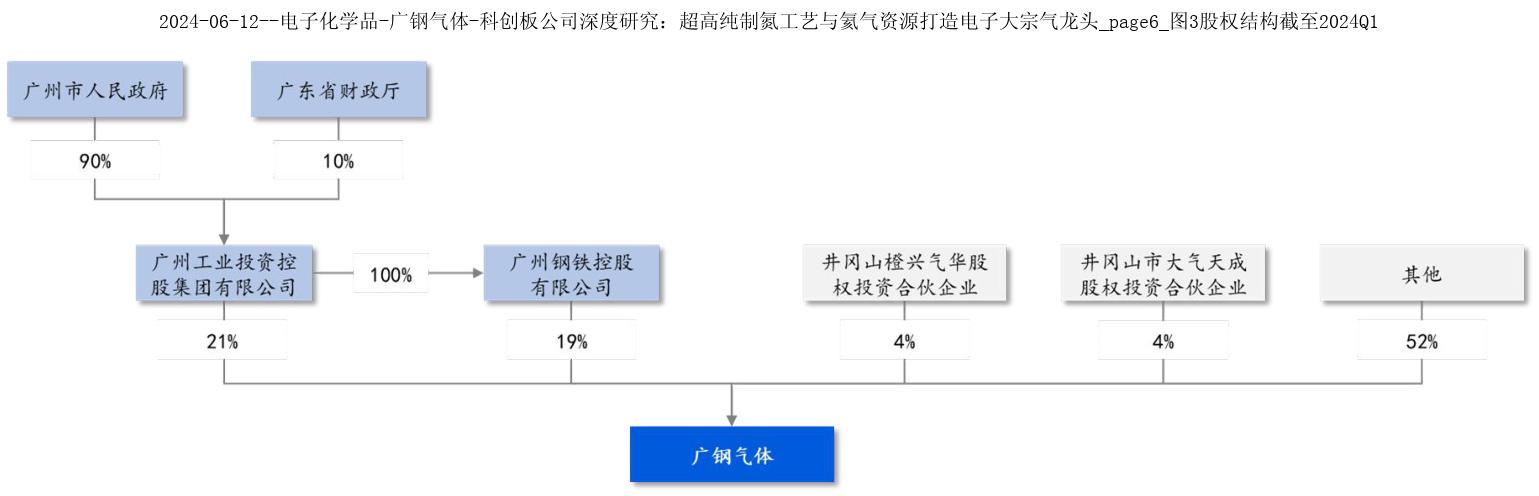 2024-06-12--电子化学品-广钢气体-科创板公司深度研究：超高纯制氮工艺与氦气资源打造电子大宗气龙头_page6_图3股权结构截至2024Q1
广州市人民政府
广东省财政厅
90%
10%
广州工业投资控
股集团有限公司
100%
广州钢铁控股
有限公司
井冈山橙兴气华股
权投资合伙企业
井冈山市大气天成
股权投资合伙企业
其他
21%
19%
4%
4%
52%
广钢气体